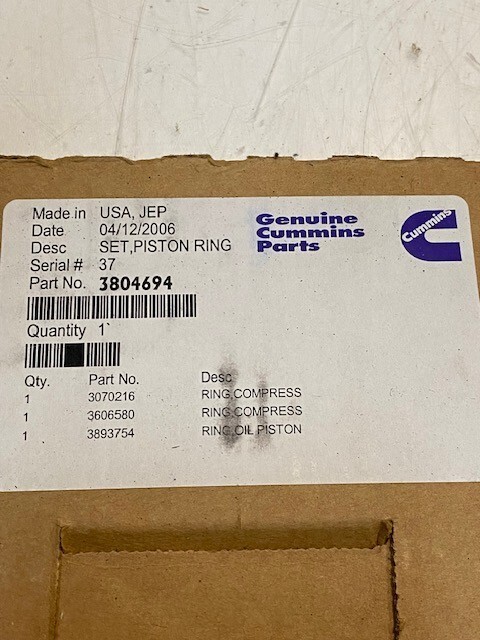 Made in USA, JEP
Date 04/12/2006
Desc SET,PISTON RING
Serial # 37
Part No. 3804694
Genuine
Cummins
Parts
Cummins
Quantity 1`
Qty. Part No. Desc
1 3070216 RING,COMPRESS
1 3606580 RING,COMPRESS
1 3893754 RING,OIL PISTON